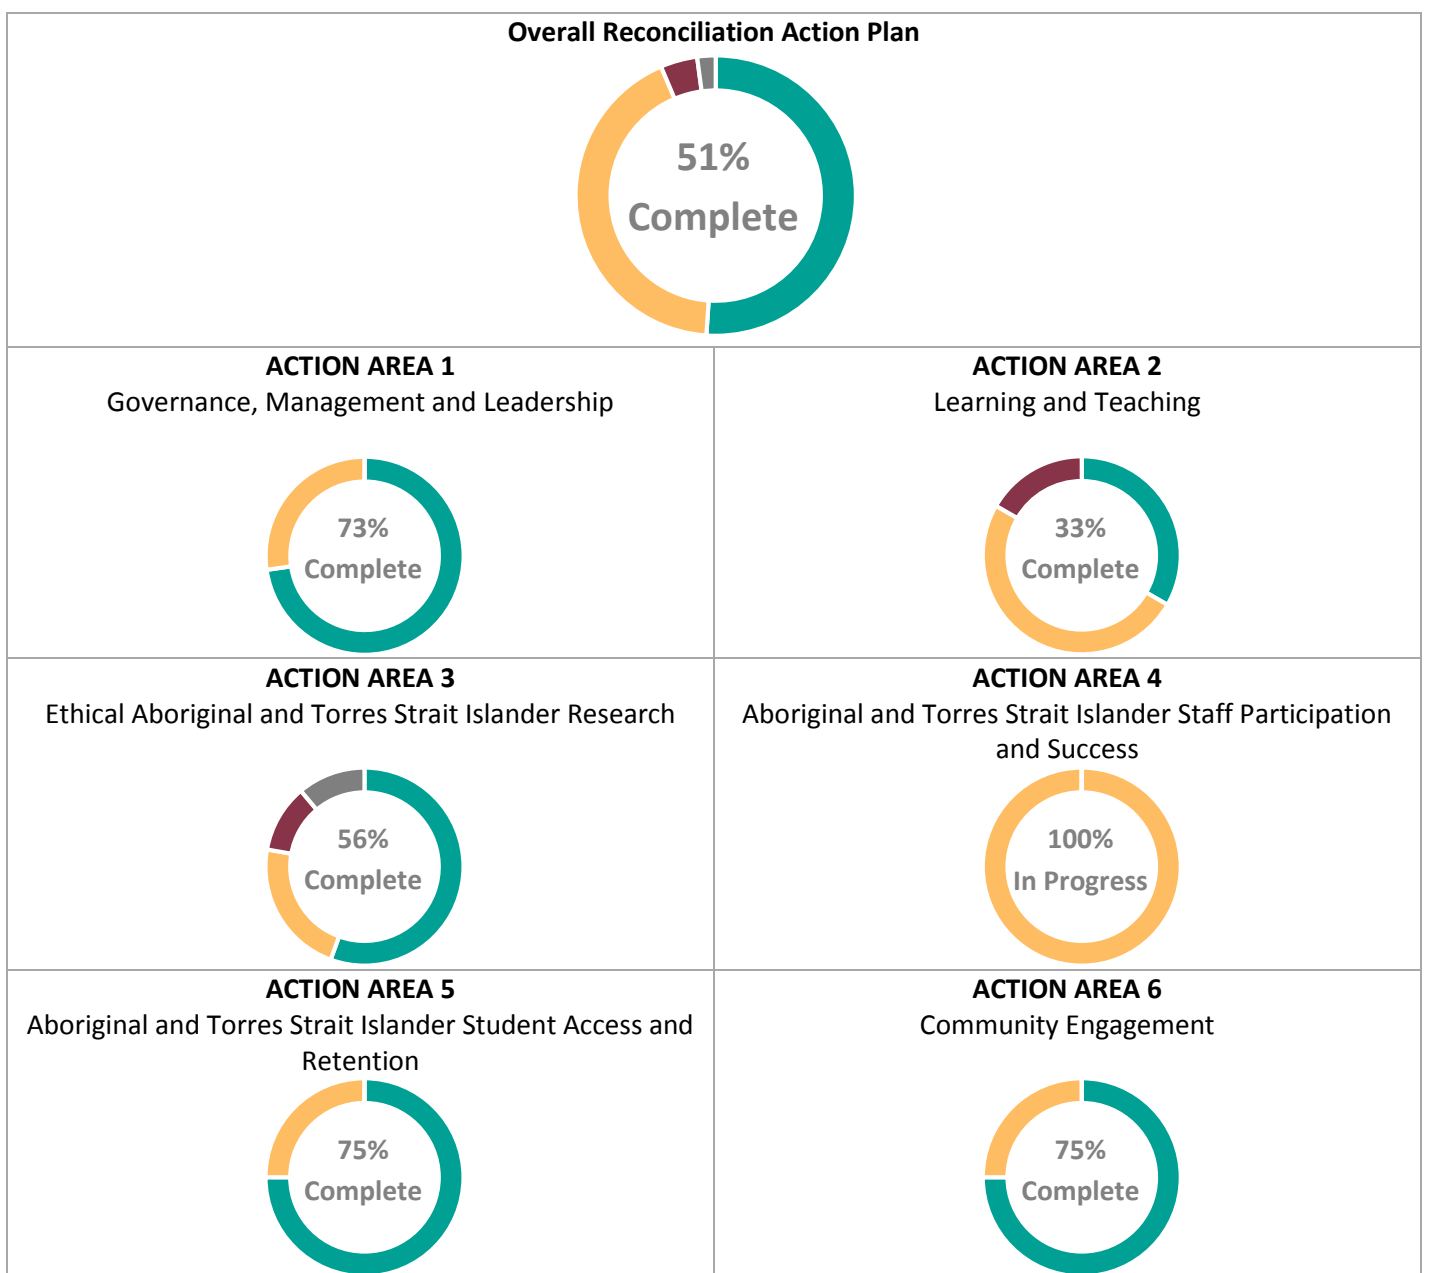 Overall Reconciliation Action Plan
51%
Complete
ACTION AREA 1
Governance, Management and Leadership
73%
Complete
ACTION AREA 2
Learning and Teaching
33%
Complete
ACTION AREA 3
Ethical Aboriginal and Torres Strait Islander Research
56%
Complete
ACTION AREA 4
Aboriginal and Torres Strait Islander Staff Participation
and Success
100%
In Progress
ACTION AREA 5
Aboriginal and Torres Strait Islander Student Access and
Retention
75%
Complete
ACTION AREA 6
Community Engagement
75%
Complete